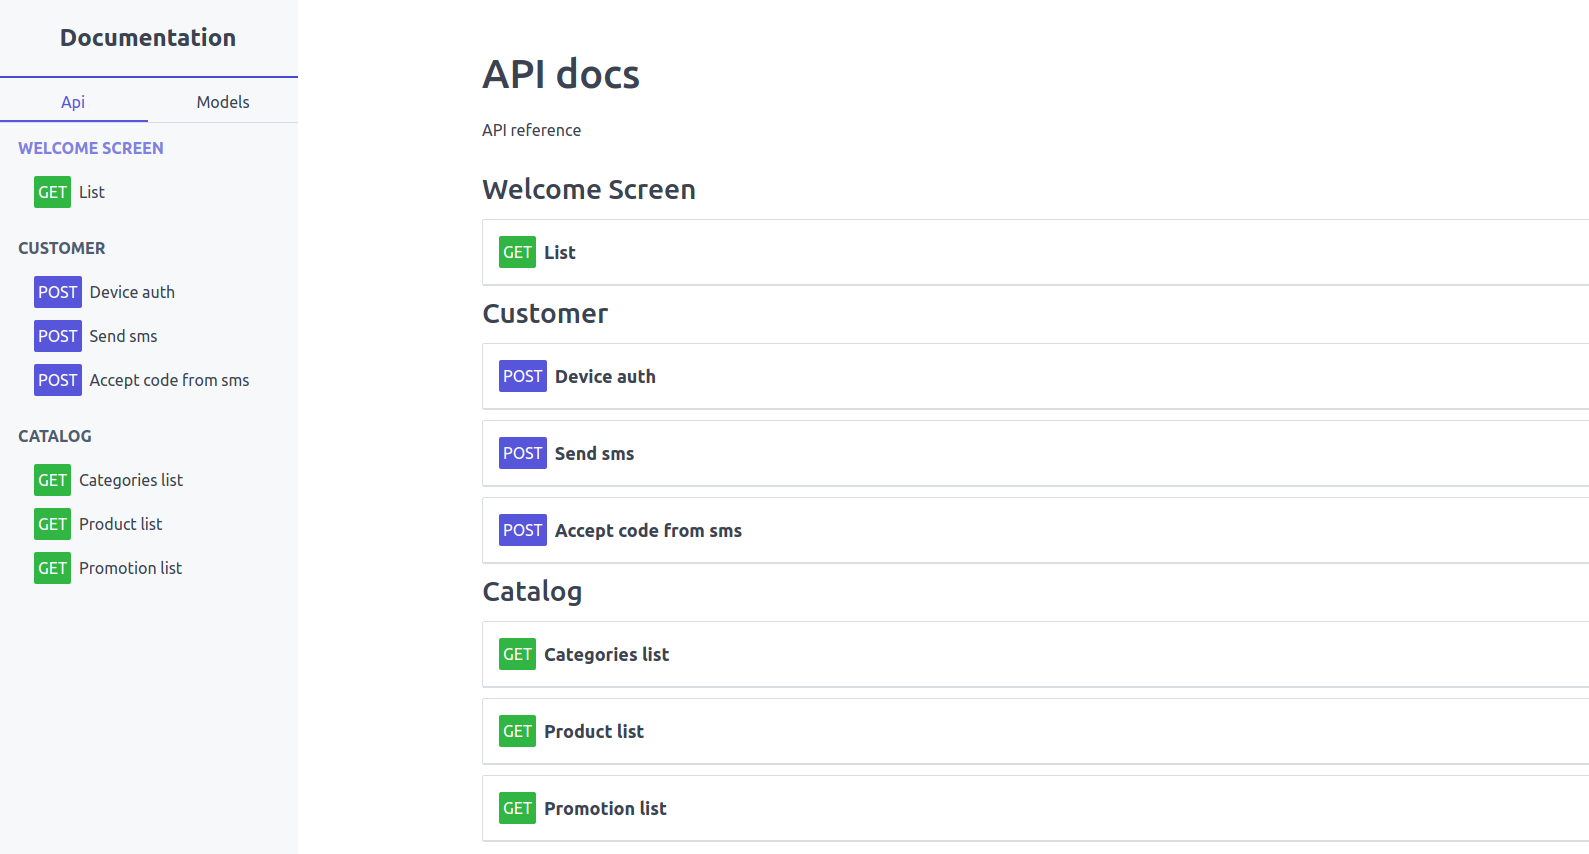 Documentation
Api Models
WELCOME SCREEN
GET List
CUSTOMER
POST Device auth
POST Send sms
POST Accept code from sms
CATALOG
GET Categories list
GET Product list
GET Promotion list
API docs
API reference
Welcome Screen
GET List
Customer
POST Device auth
POST Send sms
POST Accept code from sms
Catalog
GET Categories list
GET Product list
GET Promotion list